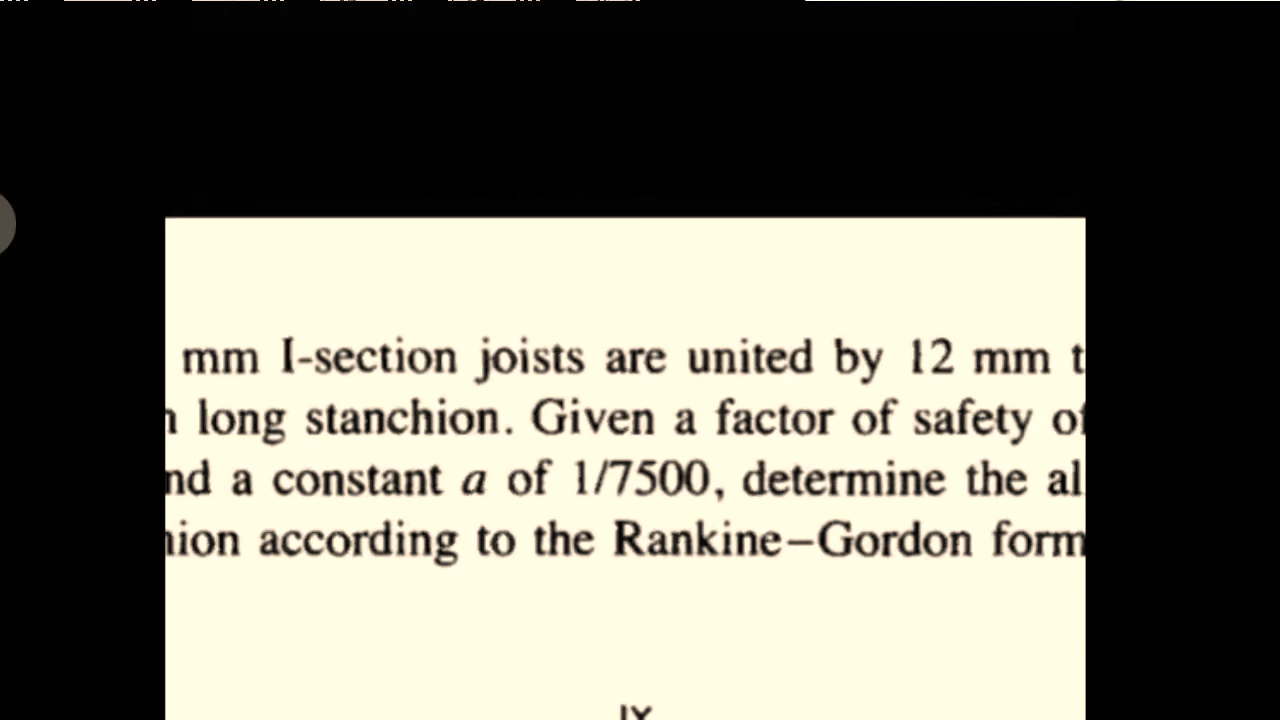 mm I-section joists are united by 12 mm t
long stanchion. Given a factor of safety of
nd a constant a of 1/7500, determine the al
ion according to the Rankine–Gordon form